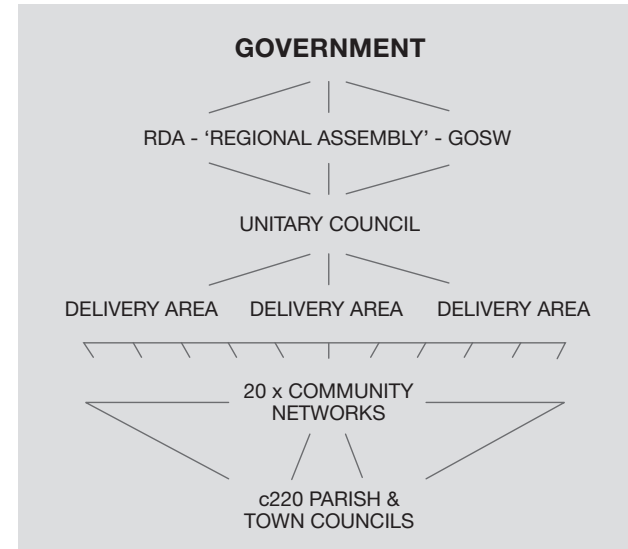 GOVERNMENT
RDA - ‘REGIONAL ASSEMBLY’ - GOSW
UNITARY COUNCIL
DELIVERY AREA DELIVERY AREA DELIVERY AREA
20 x COMMUNITY
NETWORKS
c220 PARISH &
TOWN COUNCILS